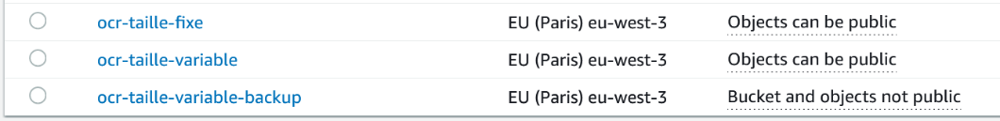 ocr-taille-fixe EU (Paris) eu-west-3 Objects can be public
ocr-taille-variable EU (Paris) eu-west-3 Objects can be public
ocr-taille-variable-backup EU (Paris) eu-west-3 Bucket and objects not public